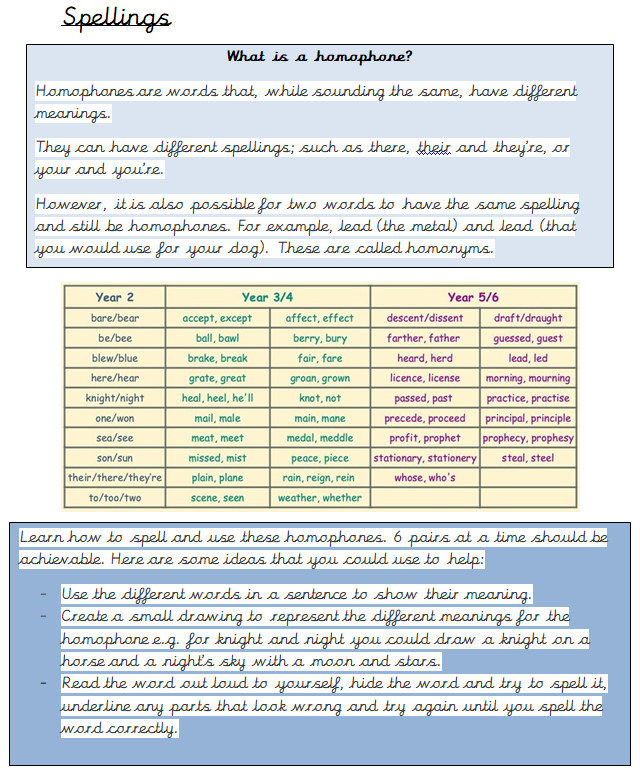 Spellings
What is a homophone?
Homophones are words that, while sounding the same, have different
meanings.
They can have different spellings; such as there, their and they're, or
your and you're.
However, it is also possible for two words to have the same spelling
and still be homophones. For example, lead (the metal) and lead (that
you would use for your dog). These are called homonyms.
Year 2 Year 3/4 Year 5/6
bare/bear accept, except affect, effect descent/dissent draft/draught
be/bee ball, bawl berry, bury farther, father guessed, guest
blew/blue brake, break fair, fare heard, herd lead, led
here/hear grate, great groan, grown licence, license morning, mourning
knight/night heal, heel, he'll knot, not passed, past practice, practise
one/won mail, male main, mane precede, proceed principal, principle
sea/see meat, meet medal, meddle profit, prophet prophecy, prophesy
son/sun missed, mist peace, piece stationary, stationery steal, steel
their/there/they're plain, plane rain, reign, rein whose, who's
to/too/two scene, seen weather, whether
Learn how to spell and use these homophones. 6 pairs at a time should be
achievable. Here are some ideas that you could use to help:
- Use the different words in a sentence to show their meaning.
- Create a small drawing to represent the different meanings for the
homophone e.g. for knight and night you could draw a knight on a
horse and a night's sky with a moon and stars.
- Read the word out loud to yourself, hide the word and try to spell it,
underline any parts that look wrong and try again until you spell the
word correctly.